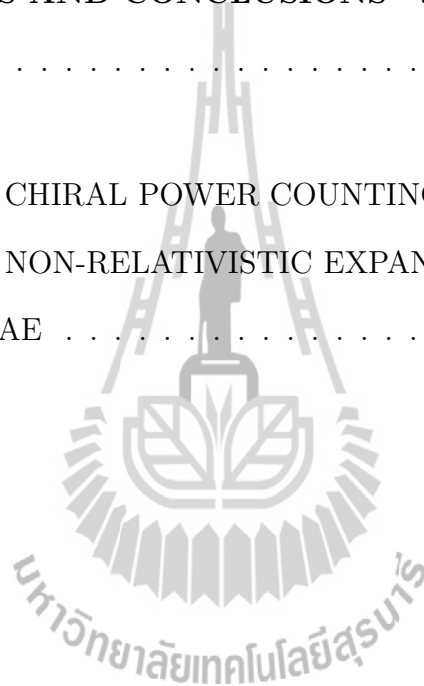 S AND CONCLUSIONS
. . . . . . . . . . . . . . . . .
CHIRAL POWER COUNTING
NON-RELATIVISTIC EXPAN
AE . . . . . . . . . . . . . . .
มหาวิทยาลัยเทคโนโลยีสุรนารี